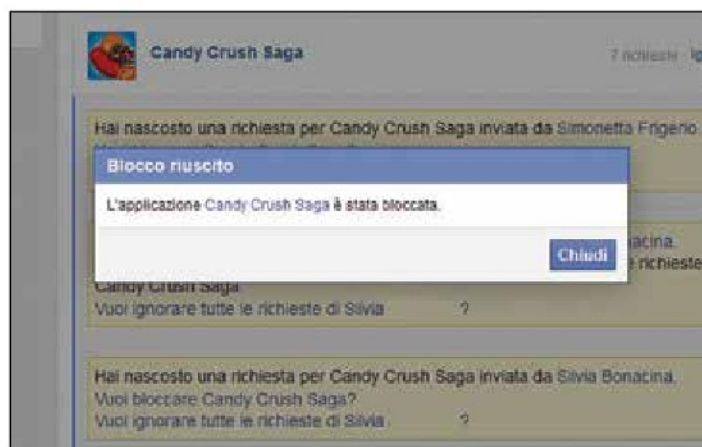 Candy Crush Saga
7 richieste Ig
Hai nascosto una richiesta per Candy Crush Saga inviata da Simonetta Frigerio.
Blocco riuscito
L'applicazione Candy Crush Saga è stata bloccata.
Chiudi
acina.
e richieste
Candy Crush Saga
Vuoi ignorare tutte le richieste di Silvia ?
Hai nascosto una richiesta per Candy Crush Saga inviata da Silvia Bonacina.
Vuoi bloccare Candy Crush Saga?
Vuoi ignorare tutte le richieste di Silvia ?